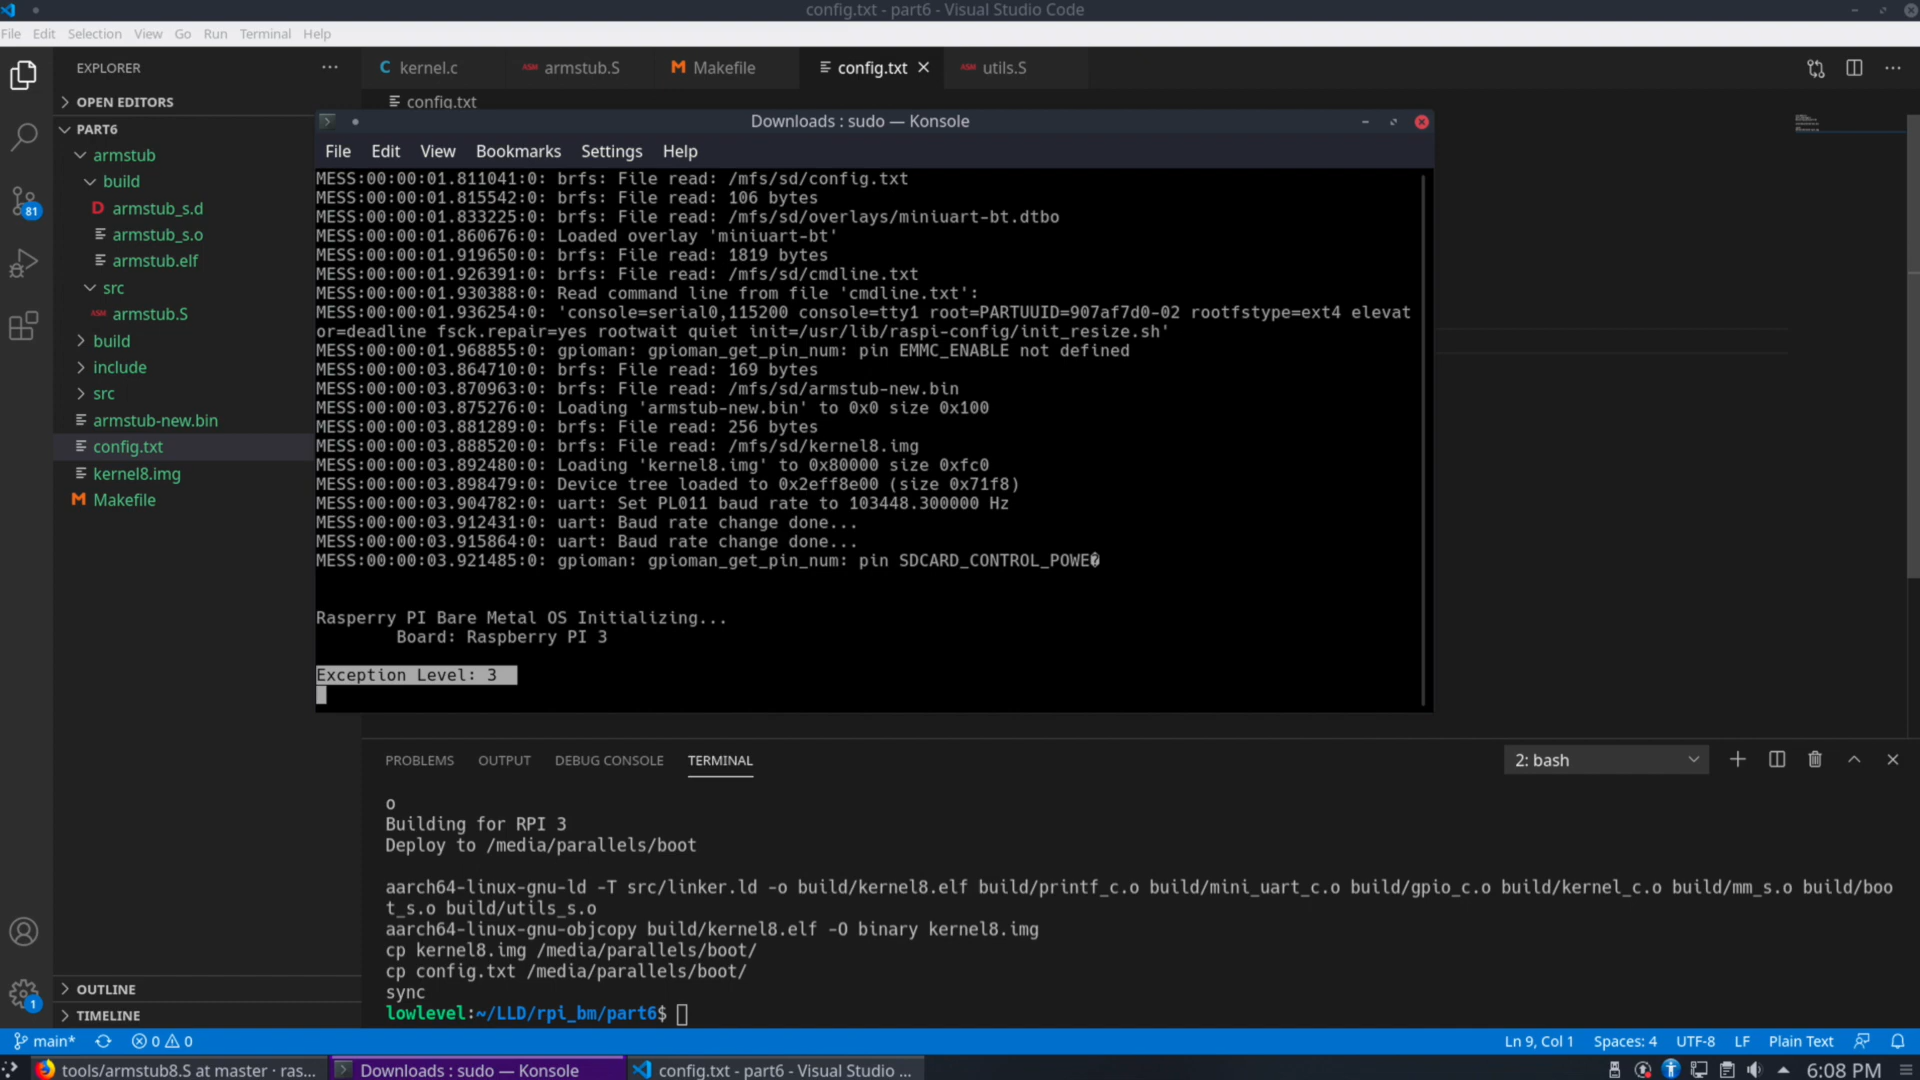 config.txt - part6 - Visual Studio Code
File Edit Selection View Go Run Terminal Help
EXPLORER
OPEN EDITORS
PART6
armstub
build
D armstub_s.d
armstub_s.o
armstub.elf
src
ASM armstub.S
build
include
src
armstub-new.bin
config.txt
kernel8.img
M Makefile
OUTLINE
TIMELINE
81
1
C kernel.c
ASM armstub.S
M Makefile
config.txt
ASM utils.S
config.txt
Downloads : sudo — Konsole
File Edit View Bookmarks Settings Help
MESS:00:00:01.811041:0: brfs: File read: /mfs/sd/config.txt
MESS:00:00:01.815542:0: brfs: File read: 106 bytes
MESS:00:00:01.833225:0: brfs: File read: /mfs/sd/overlays/miniuart-bt.dtbo
MESS:00:00:01.860676:0: Loaded overlay 'miniuart-bt'
MESS:00:00:01.919650:0: brfs: File read: 1819 bytes
MESS:00:00:01.926391:0: brfs: File read: /mfs/sd/cmdline.txt
MESS:00:00:01.930388:0: Read command line from file 'cmdline.txt':
MESS:00:00:01.936254:0: 'console=serial0,115200 console=tty1 root=PARTUUID=907af7d0-02 rootfstype=ext4 elevat
or=deadline fsck.repair=yes rootwait quiet init=/usr/lib/raspi-config/init_resize.sh'
MESS:00:00:01.968855:0: gpioman: gpioman_get_pin_num: pin EMMC_ENABLE not defined
MESS:00:00:03.864710:0: brfs: File read: 169 bytes
MESS:00:00:03.870963:0: brfs: File read: /mfs/sd/armstub-new.bin
MESS:00:00:03.875276:0: Loading 'armstub-new.bin' to 0x0 size 0x100
MESS:00:00:03.881289:0: brfs: File read: 256 bytes
MESS:00:00:03.888520:0: brfs: File read: /mfs/sd/kernel8.img
MESS:00:00:03.892480:0: Loading 'kernel8.img' to 0x80000 size 0xfc0
MESS:00:00:03.898479:0: Device tree loaded to 0x2eff8e00 (size 0x71f8)
MESS:00:00:03.904782:0: uart: Set PL011 baud rate to 103448.300000 Hz
MESS:00:00:03.912431:0: uart: Baud rate change done...
MESS:00:00:03.915864:0: uart: Baud rate change done...
MESS:00:00:03.921485:0: gpioman: gpioman_get_pin_num: pin SDCARD_CONTROL_POWE�
Rasperry PI Bare Metal OS Initializing...
Board: Raspberry PI 3
Exception Level: 3
PROBLEMS OUTPUT DEBUG CONSOLE TERMINAL
2: bash
o
Building for RPI 3
Deploy to /media/parallels/boot
aarch64-linux-gnu-ld -T src/linker.ld -o build/kernel8.elf build/printf_c.o build/mini_uart_c.o build/gpio_c.o build/kernel_c.o build/mm_s.o build/boo
t_s.o build/utils_s.o
aarch64-linux-gnu-objcopy build/kernel8.elf -O binary kernel8.img
cp kernel8.img /media/parallels/boot/
cp config.txt /media/parallels/boot/
sync
lowlevel:~/LLD/rpi_bm/part6$
main* 0 0 Ln 9, Col 1 Spaces: 4 UTF-8 LF Plain Text
tools/armstub8.S at master · ras... Downloads : sudo — Konsole config.txt - part6 - Visual Studio ... 6:08 PM